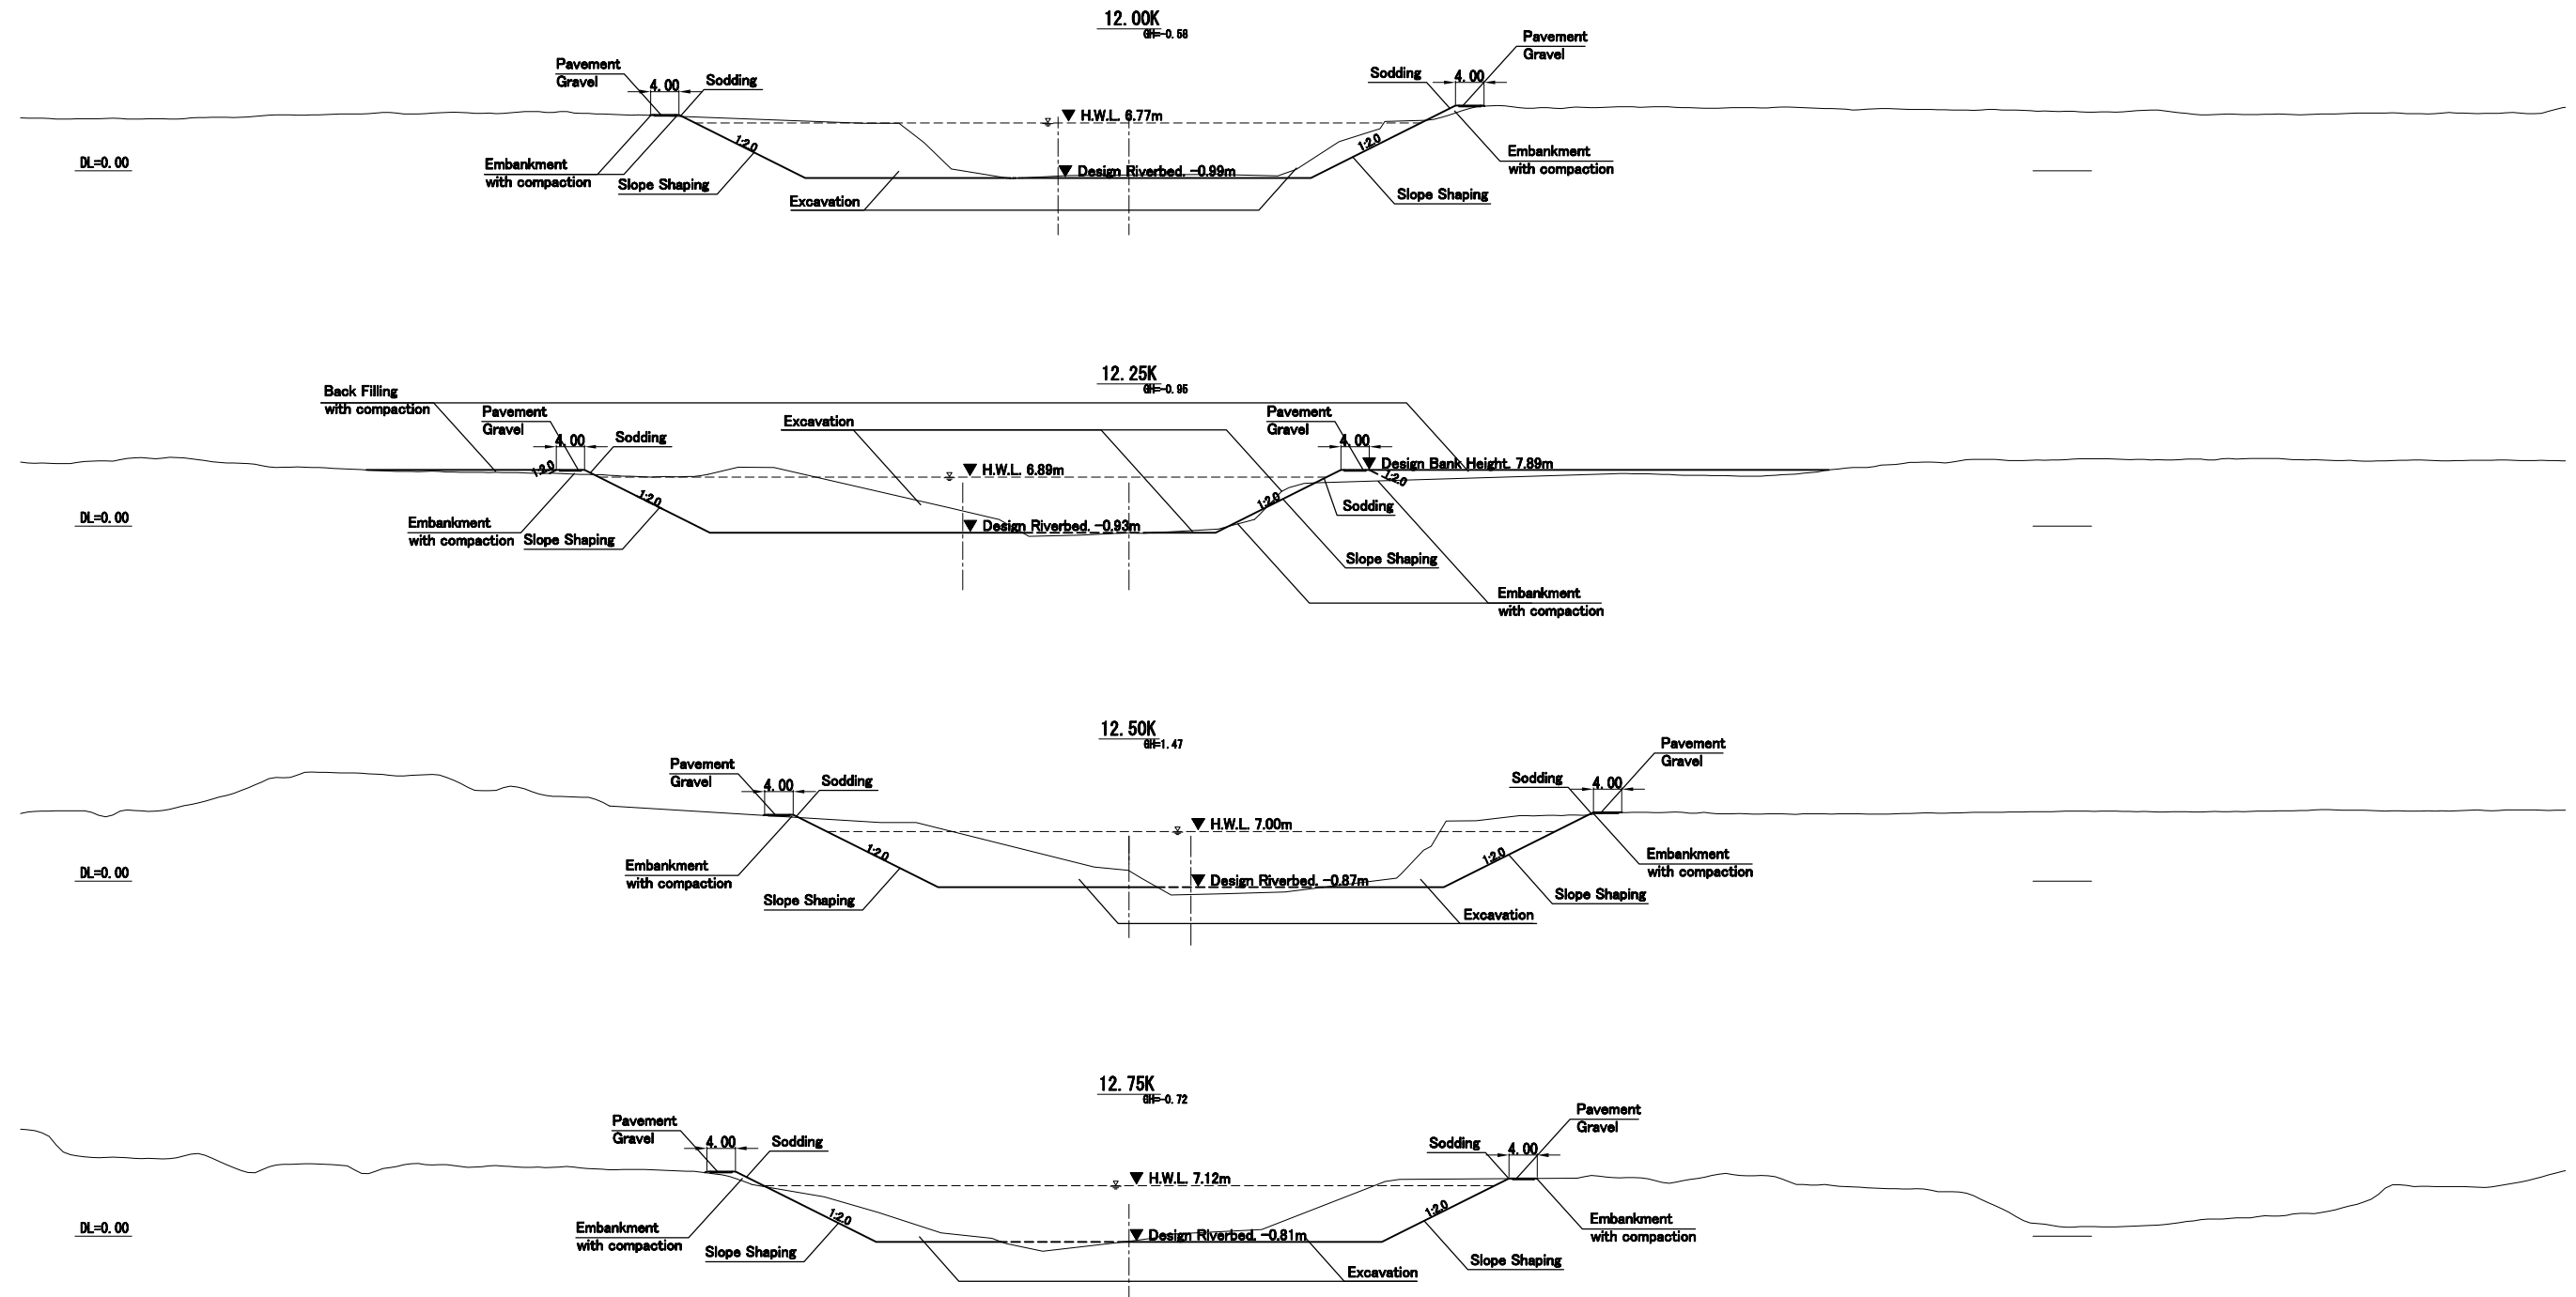 12.00K
GH=-0.58
Pavement
Gravel
4.00
Sodding
Sodding
4.00
Pavement
Gravel
H.W.L. 6.77m
1:2.0
1:2.0
DL=0.00
Embankment
with compaction
Slope Shaping
Design Riverbed. -0.99m
Embankment
with compaction
Excavation
Slope Shaping
12.25K
GH=-0.95
Back Filling
with compaction
Pavement
Gravel
4.00
Sodding
Excavation
Pavement
Gravel
4.00
1:2.0
H.W.L. 6.89m
Design Bank Height. 7.89m
1:2.0
1:2.0
1:2.0
Sodding
DL=0.00
Embankment
with compaction
Slope Shaping
Design Riverbed. -0.93m
Slope Shaping
Embankment
with compaction
12.50K
GH=1.47
Pavement
Gravel
4.00
Sodding
Sodding
4.00
Pavement
Gravel
H.W.L. 7.00m
1:2.0
1:2.0
DL=0.00
Embankment
with compaction
Slope Shaping
Design Riverbed. -0.87m
Embankment
with compaction
Slope Shaping
Excavation
12.75K
GH=-0.72
Pavement
Gravel
4.00
Sodding
Sodding
4.00
Pavement
Gravel
H.W.L. 7.12m
1:2.0
1:2.0
DL=0.00
Embankment
with compaction
Slope Shaping
Design Riverbed. -0.81m
Embankment
with compaction
Slope Shaping
Excavation